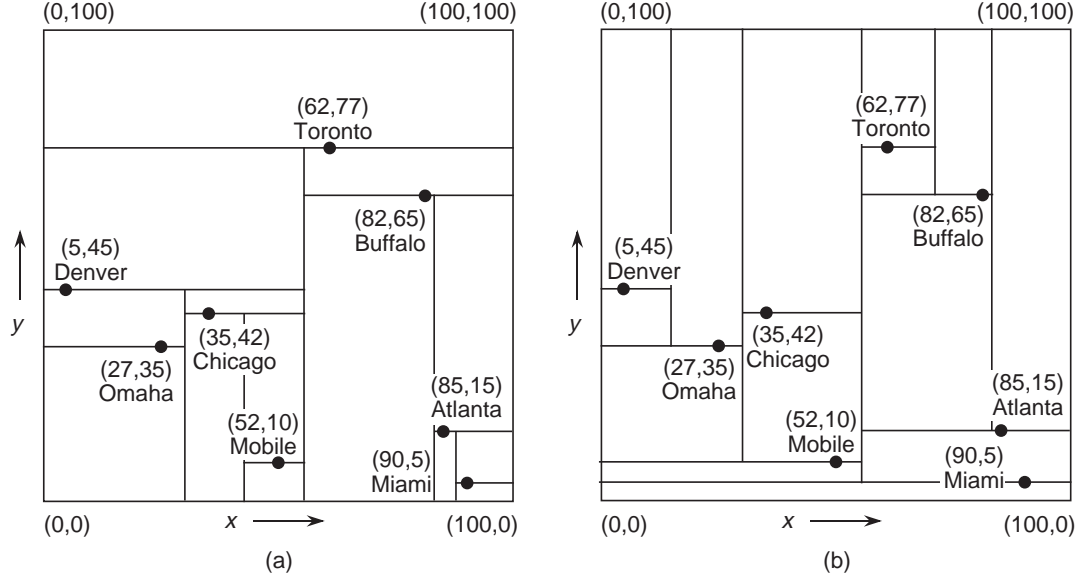 (0,100)
(100,100)
(62,77)
Toronto
(82,65)
Buffalo
(5,45)
Denver
y
(35,42)
Chicago
(27,35)
Omaha
(85,15)
Atlanta
(52,10)
Mobile
(90,5)
Miami
(0,0)
x
(100,0)
(a)
(0,100)
(100,100)
(62,77)
Toronto
(82,65)
Buffalo
(5,45)
Denver
y
(35,42)
Chicago
(27,35)
Omaha
(85,15)
Atlanta
(52,10)
Mobile
(90,5)
Miami
(0,0)
x
(100,0)
(b)